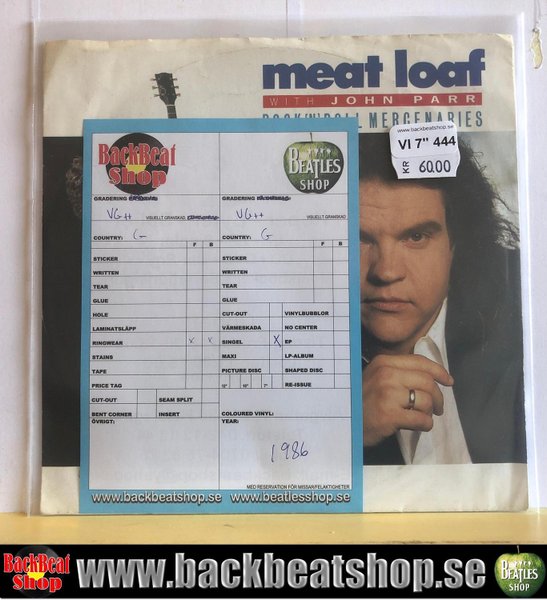 meat loaf
WITH JOHN PARR
ROCK 'N' ROLL MERCENARIES
www.backbeatshop.se
VI 7" 444
KR 60.00
BackBeat
Shop
BEATLES
SHOP
GRADERING
GRADERING
VG++ VISUELLT GRANSKAD,
VG++ VISUELLT GRANSKAD
COUNTRY: G
COUNTRY: G
F B
F B
STICKER
STICKER
WRITTEN
WRITTEN
TEAR
TEAR
GLUE
GLUE
HOLE
CUT-OUT VINYLBUBBLOR
LAMINATSLÄPP
VÄRMESKADA NO CENTER
RINGWEAR x x
SINGEL X EP
STAINS
MAXI LP-ALBUM
TAPE
PICTURE DISC SHAPED DISC
PRICE TAG
12" 10" 7" RE-ISSUE
CUT-OUT SEAM SPLIT
BENT CORNER INSERT
COLOURED VINYL:
ÖVRIGT:
YEAR:
1986
MED RESERVATION FÖR MISSAR/FELAKTIGHETER
www.backbeatshop.se www.beatlesshop.se
BackBeat
Shop
www.backbeatshop.se
BEATLES
SHOP